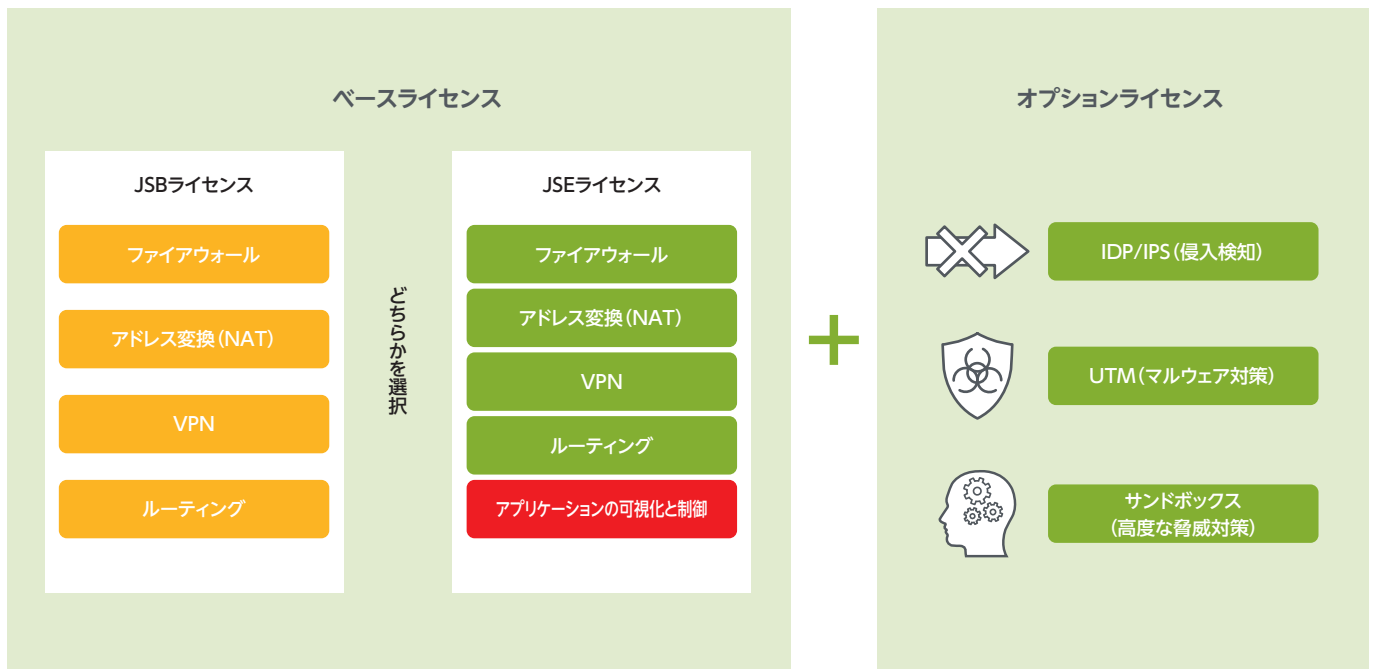 ベースライセンス
JSBライセンス
ファイアウォール
アドレス変換(NAT)
VPN
ルーティング
どちらかを選択
JSEライセンス
ファイアウォール
アドレス変換(NAT)
VPN
ルーティング
アプリケーションの可視化と制御
+
オプションライセンス
IDP/IPS(侵入検知)
UTM(マルウェア対策)
サンドボックス
(高度な脅威対策)